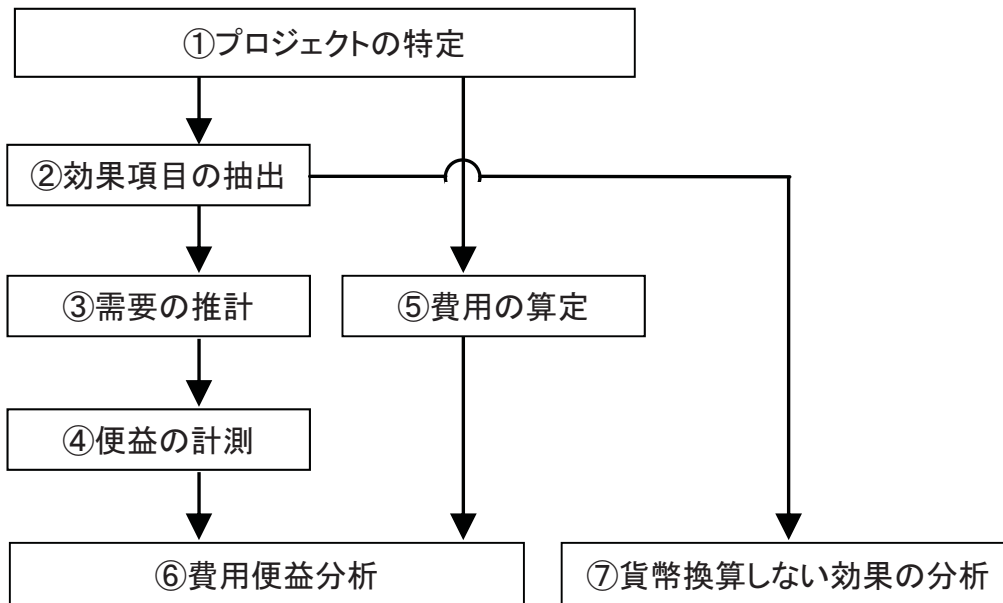 ①プロジェクトの特定
②効果項目の抽出
③需要の推計
⑤費用の算定
④便益の計測
⑥費用便益分析
⑦貨幣換算しない効果の分析